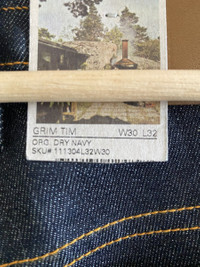 GRIM TIM W30 L32
ORG. DRY NAVY
SKU# 111304L32W30